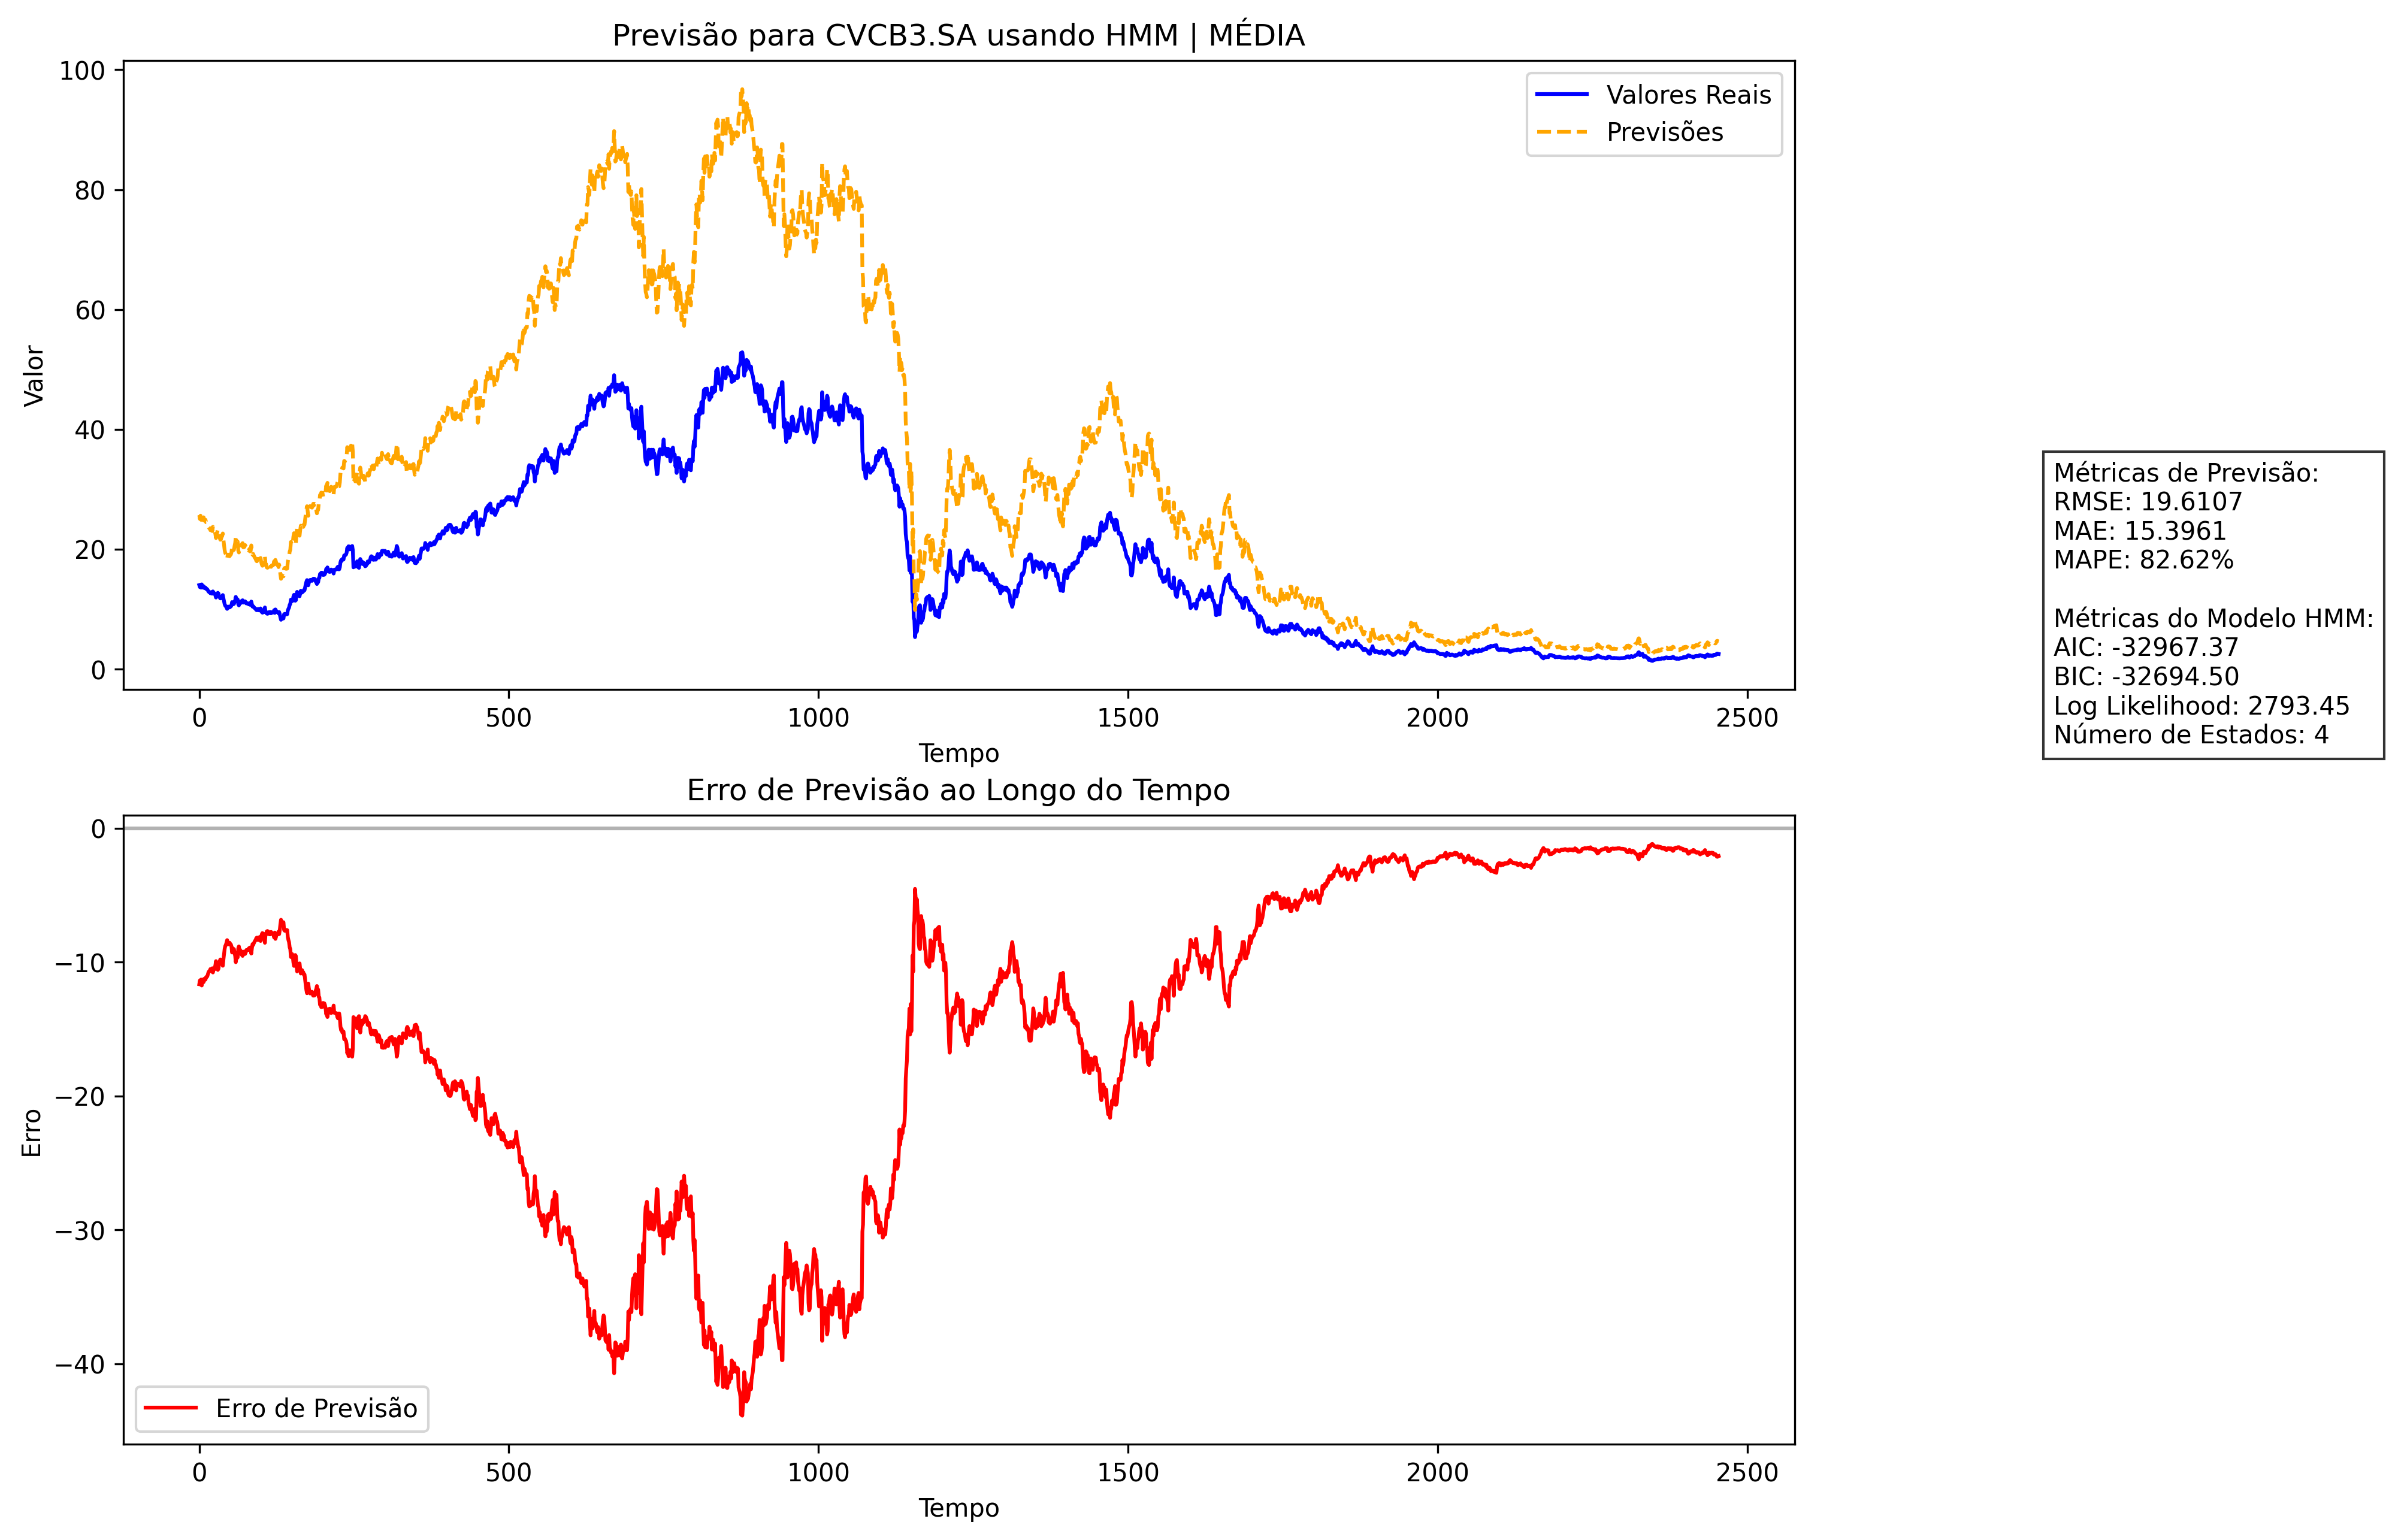 Previsão para CVCB3.SA usando HMM | MÉDIA
100
80
60
40
20
0
Valor
Valores Reais
Previsões
0
500
1000
1500
2000
2500
Tempo
Métricas de Previsão:
RMSE: 19.6107
MAE: 15.3961
MAPE: 82.62%
Métricas do Modelo HMM:
AIC: -32967.37
BIC: -32694.50
Log Likelihood: 2793.45
Número de Estados: 4
Erro de Previsão ao Longo do Tempo
0
−10
−20
−30
−40
Erro
Erro de Previsão
0
500
1000
1500
2000
2500
Tempo